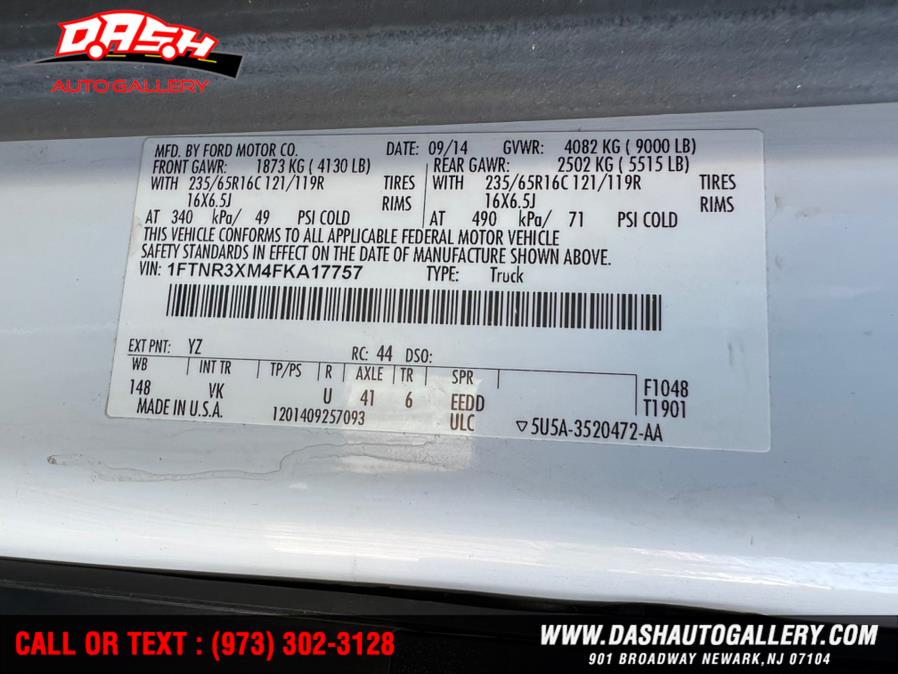 DASH
AUTO GALLERY
MFD. BY FORD MOTOR CO. DATE: 09/14 GVWR: 4082 KG ( 9000 LB)
FRONT GAWR: 1873 KG ( 4130 LB) REAR GAWR: 2502 KG ( 5515 LB)
WITH 235/65R16C 121/119R TIRES WITH 235/65R16C 121/119R TIRES
16X6.5J RIMS 16X6.5J RIMS
AT 340 kPa/ 49 PSI COLD AT 490 kPa/ 71 PSI COLD
THIS VEHICLE CONFORMS TO ALL APPLICABLE FEDERAL MOTOR VEHICLE
SAFETY STANDARDS IN EFFECT ON THE DATE OF MANUFACTURE SHOWN ABOVE.
VIN: 1FTNR3XM4FKA17757 TYPE: Truck
EXT PNT: YZ RC: 44 DSO:
WB INT TR TP/PS R AXLE TR SPR F1048
148 VK U 41 6 EEDD T1901
MADE IN U.S.A. 1201409257093 ULC ▽5U5A-3520472-AA
CALL OR TEXT : (973) 302-3128
WWW.DASHAUTOGALLERY.COM
901 BROADWAY NEWARK,NJ 07104